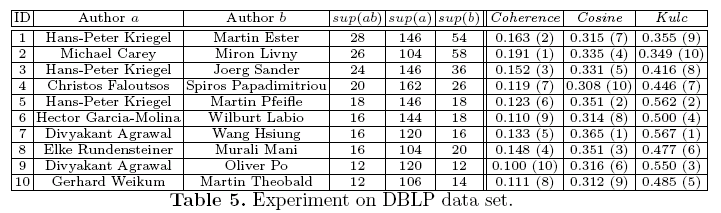 ID Author a Author b sup(ab) sup(a) sup(b) Coherence Cosine Kulc
1 Hans-Peter Kriegel Martin Ester 28 146 54 0.163 (2) 0.315 (7) 0.355 (9)
2 Michael Carey Miron Livny 26 104 58 0.191 (1) 0.335 (4) 0.349 (10)
3 Hans-Peter Kriegel Joerg Sander 24 146 36 0.152 (3) 0.331 (5) 0.416 (8)
4 Christos Faloutsos Spiros Papadimitriou 20 162 26 0.119 (7) 0.308 (10) 0.446 (7)
5 Hans-Peter Kriegel Martin Pfeifle 18 146 18 0.123 (6) 0.351 (2) 0.562 (2)
6 Hector Garcia-Molina Wilburt Labio 16 144 18 0.110 (9) 0.314 (8) 0.500 (4)
7 Divyakant Agrawal Wang Hsiung 16 120 16 0.133 (5) 0.365 (1) 0.567 (1)
8 Elke Rundensteiner Murali Mani 16 104 20 0.148 (4) 0.351 (3) 0.477 (6)
9 Divyakant Agrawal Oliver Po 12 120 12 0.100 (10) 0.316 (6) 0.550 (3)
10 Gerhard Weikum Martin Theobald 12 106 14 0.111 (8) 0.312 (9) 0.485 (5)
Table 5. Experiment on DBLP data set.